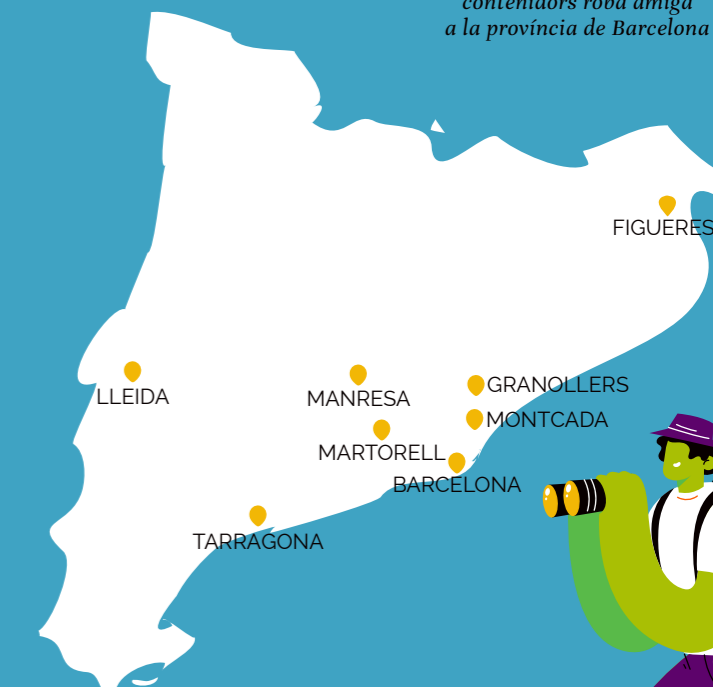 contenidors roba amiga
a la província de Barcelona
FIGUERES
LLEIDA
MANRESA
GRANOLLERS
MONTCADA
MARTORELL
BARCELONA
TARRAGONA